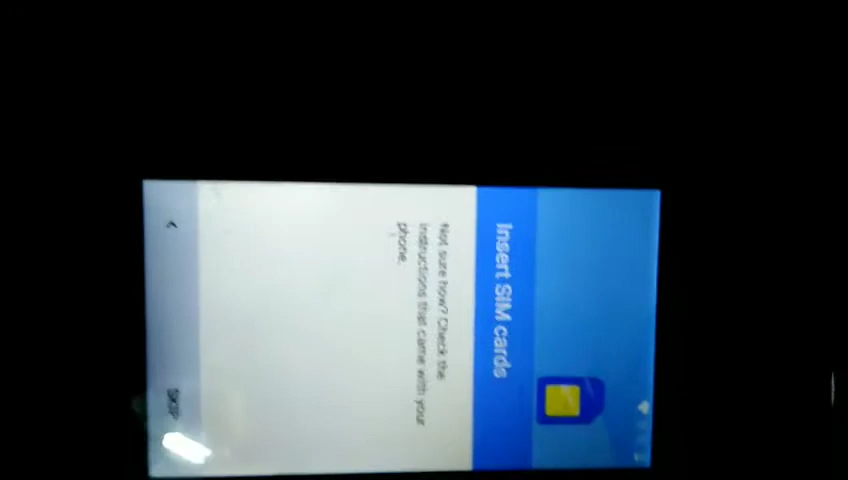 Insert SIM cards
Not sure how? Check the
instructions that came with your
phone.
SKIP